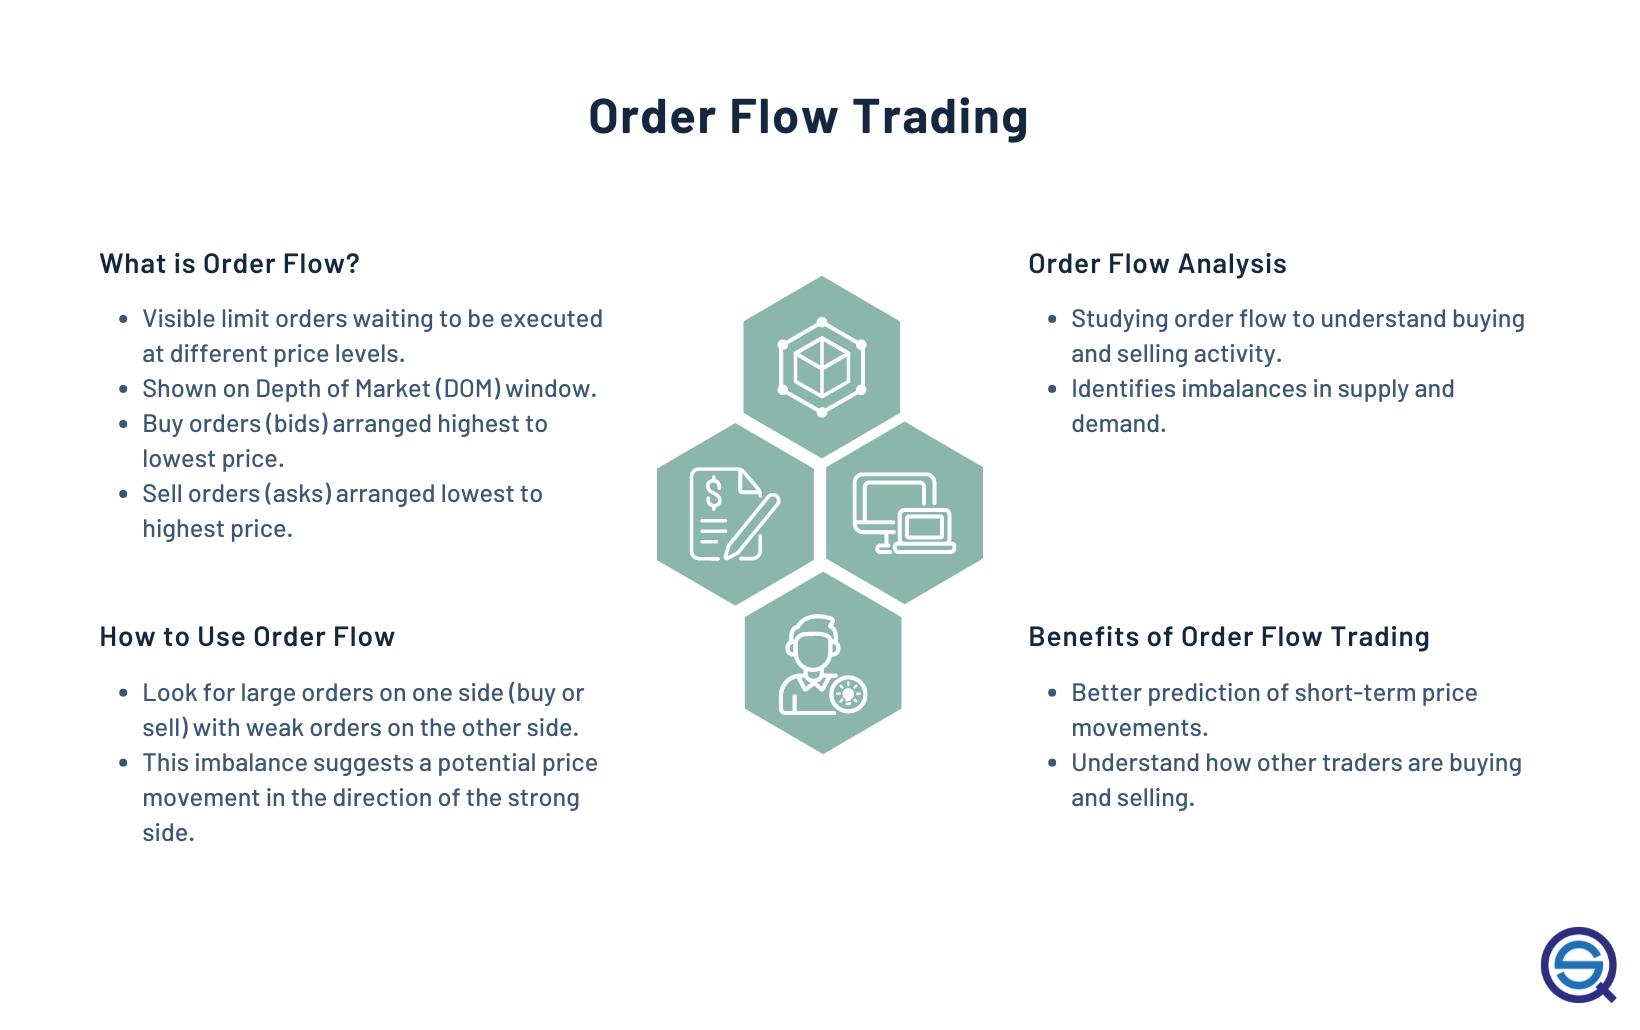 Order Flow Trading
What is Order Flow?
• Visible limit orders waiting to be executed
at different price levels.
• Shown on Depth of Market (DOM) window.
• Buy orders (bids) arranged highest to
lowest price.
• Sell orders (asks) arranged lowest to
highest price.
Order Flow Analysis
• Studying order flow to understand buying
and selling activity.
• Identifies imbalances in supply and
demand.
$
How to Use Order Flow
• Look for large orders on one side (buy or
sell) with weak orders on the other side.
• This imbalance suggests a potential price
movement in the direction of the strong
side.
Benefits of Order Flow Trading
• Better prediction of short-term price
movements.
• Understand how other traders are buying
and selling.